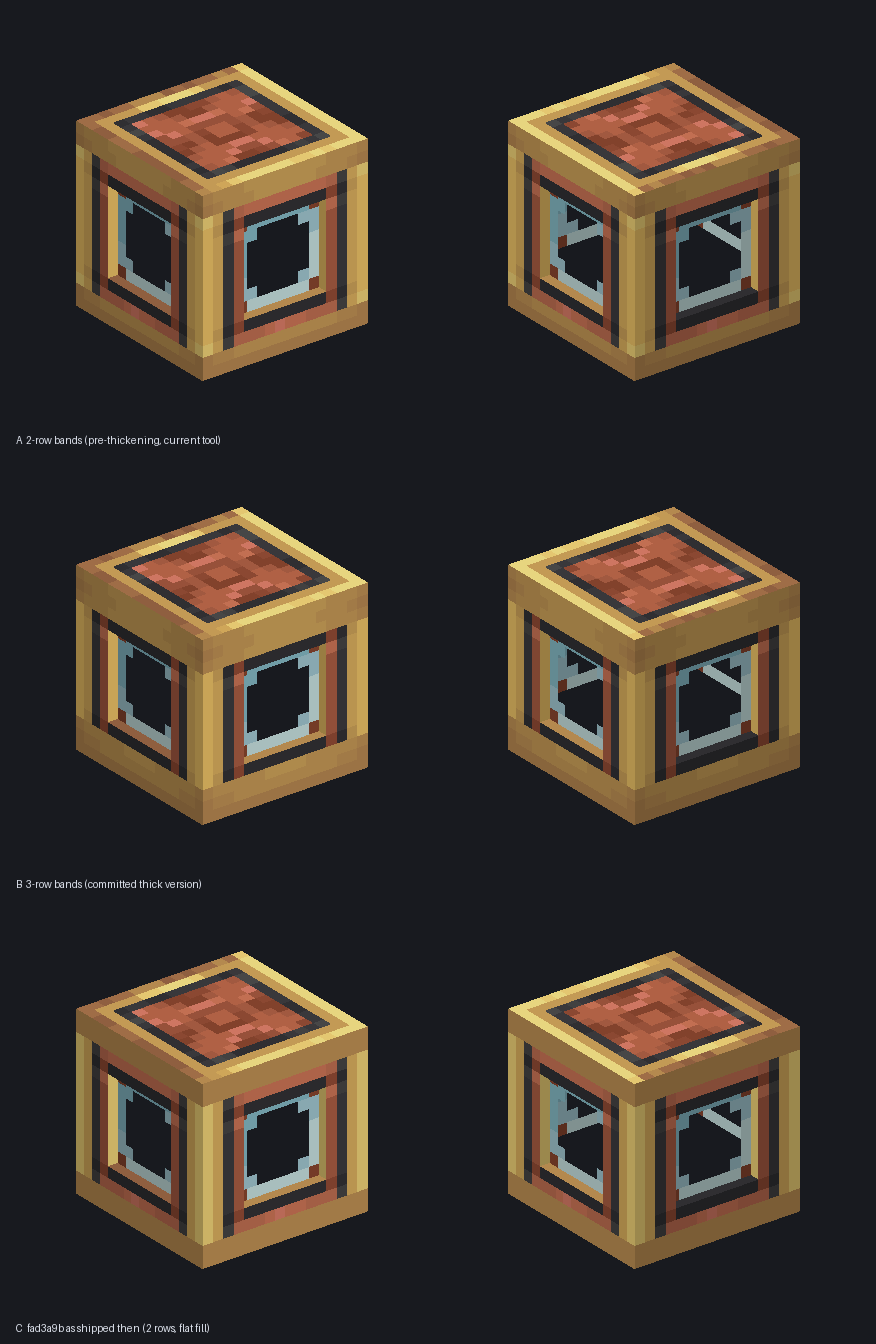 A 2-row bands (pre-thickening, current tool)
B 3-row bands (committed thick version)
C fad3a9b as shipped then (2 rows, flat fill)